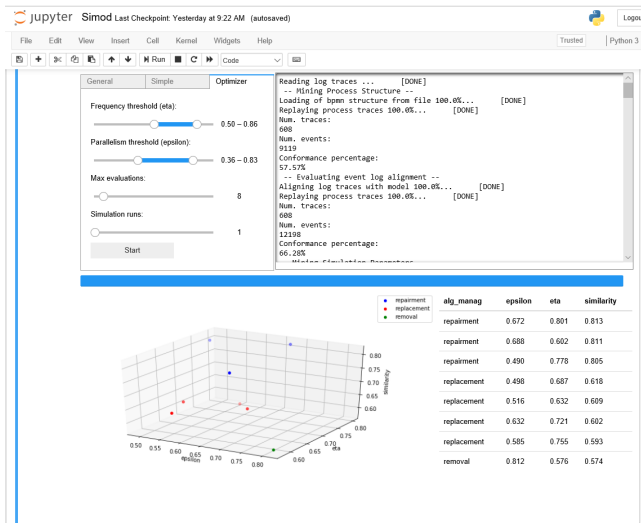 jupyter Simod Last Checkpoint: Yesterday at 9:22 AM (autosaved)
Logou
File Edit View Insert Cell Kernel Widgets Help
Trusted Python 3
Run Code
General Simple Optimizer
Frequency threshold (eta):
0.50 – 0.86
Parallelism threshold (epsilon):
0.36 – 0.83
Max evaluations:
8
Simulation runs:
1
Start
Reading log traces ... [DONE]
-- Mining Process Structure --
Loading of bpmn structure from file 100.0%... [DONE]
Replaying process traces 100.0%... [DONE]
Num. traces:
608
Num. events:
9119
Conformance percentage:
57.57%
-- Evaluating event log alignment --
Aligning log traces with model 100.0%... [DONE]
Replaying process traces 100.0%... [DONE]
Num. traces:
608
Num. events:
12198
Conformance percentage:
66.28%
-- Mining Simulation Parameters
repairment
replacement
removal
0.80
0.75
0.70
0.65
0.60
similarity
0.80
0.75
0.70
0.65
0.60
eta
0.50 0.55 0.60 0.65 0.70 0.75 0.80
epsilon
alg_manag epsilon eta similarity
repairment 0.672 0.801 0.813
repairment 0.688 0.602 0.811
repairment 0.490 0.778 0.805
replacement 0.498 0.687 0.618
replacement 0.516 0.632 0.609
replacement 0.632 0.721 0.602
replacement 0.585 0.755 0.593
removal 0.812 0.576 0.574